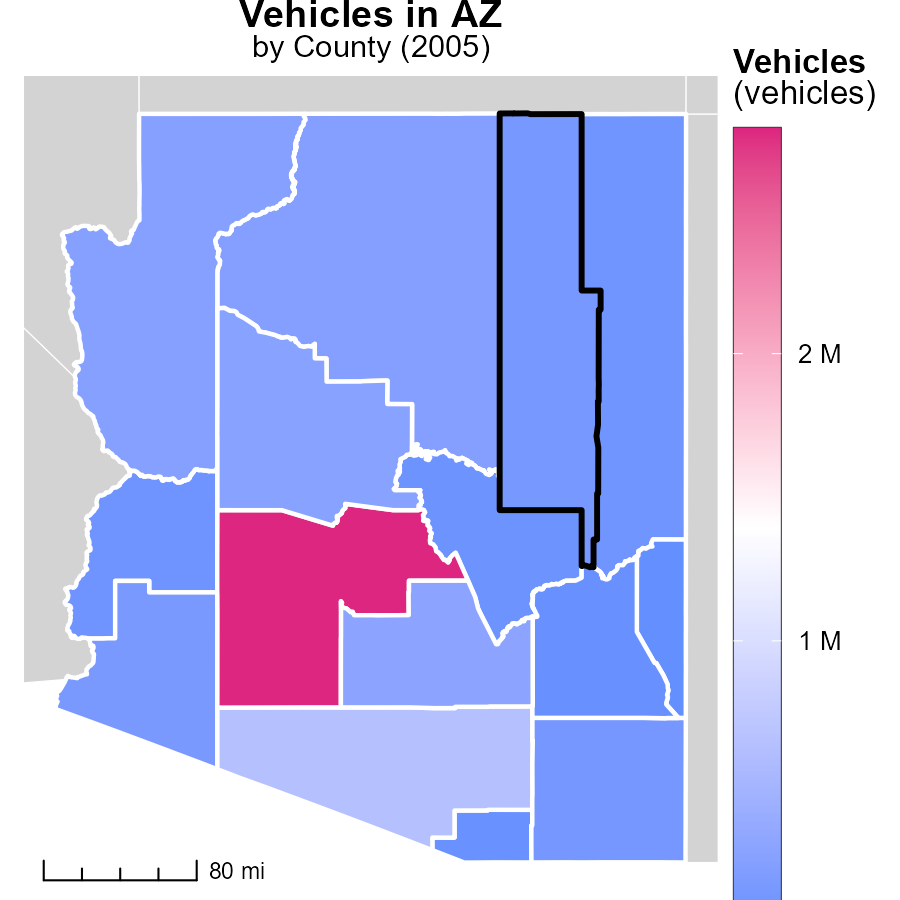 Vehicles in AZ
by County (2005)
Vehicles
(vehicles)
2 M
1 M
80 mi